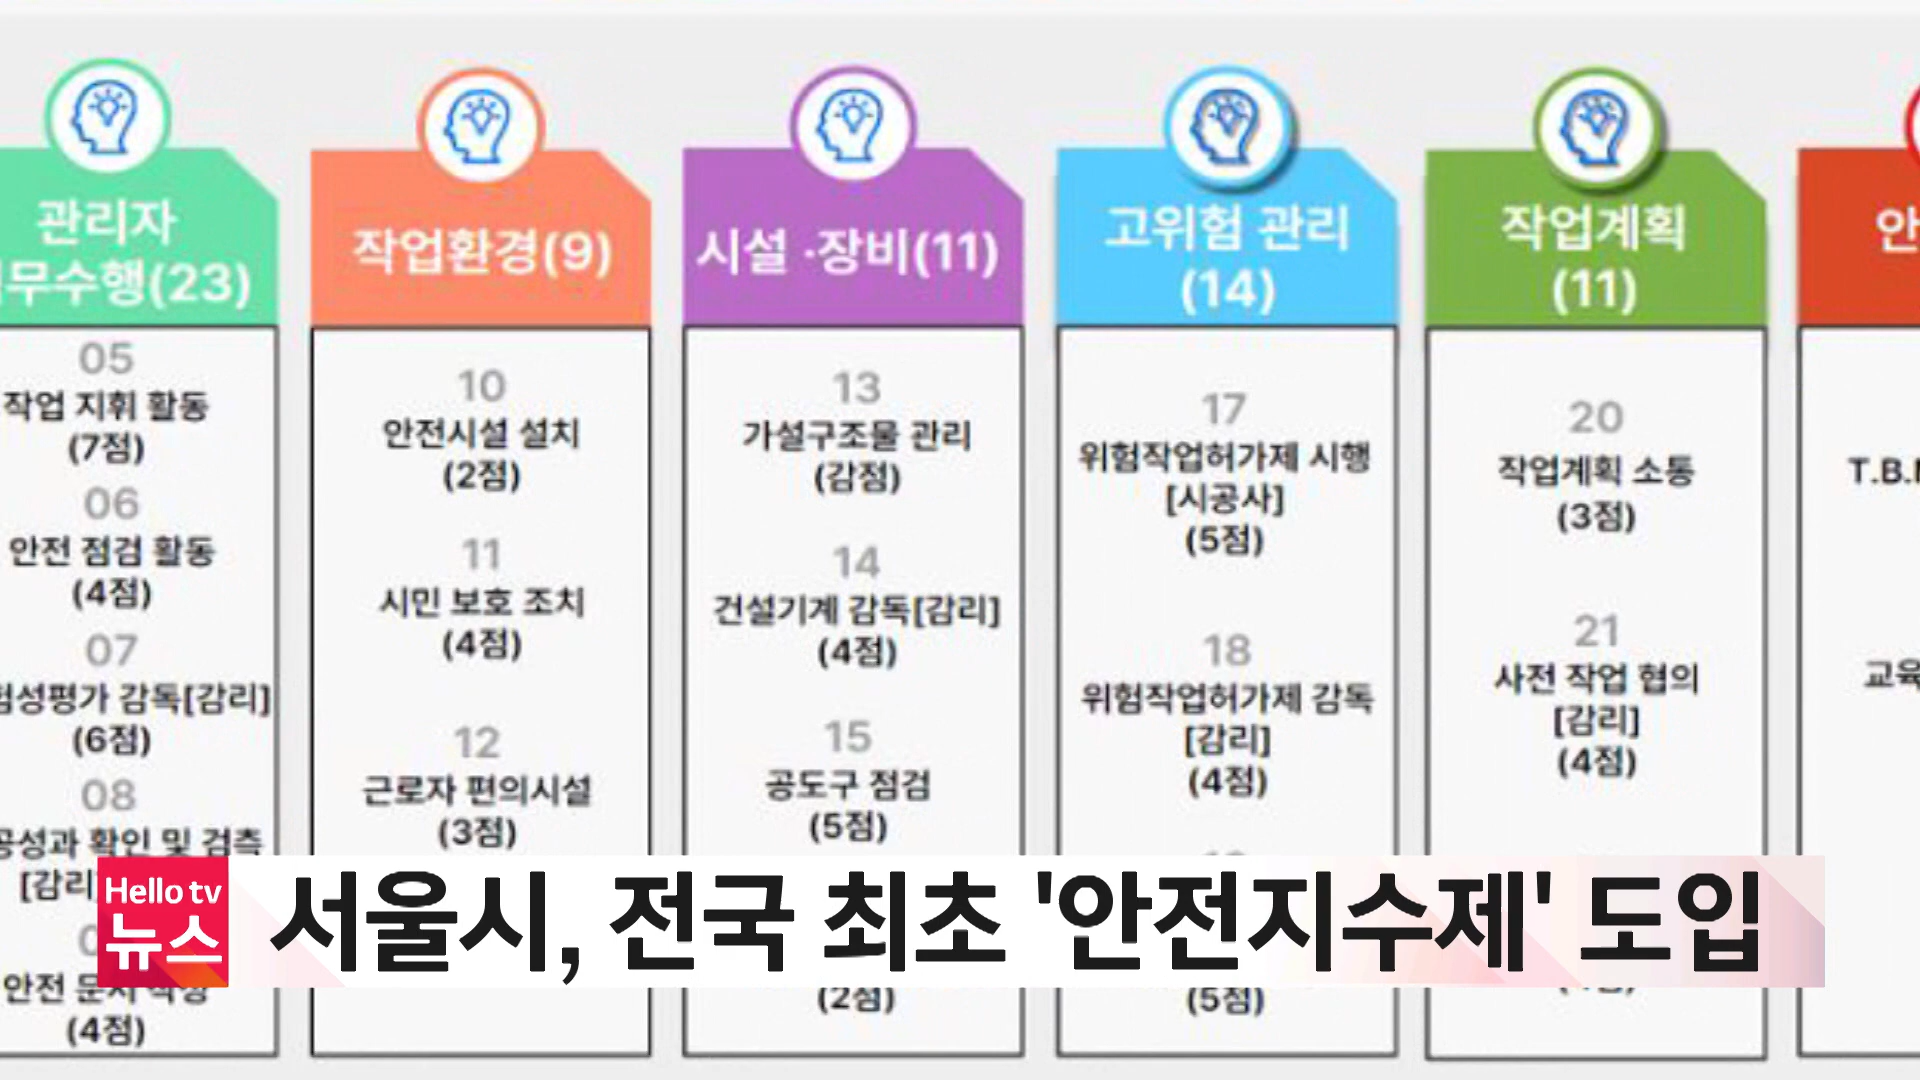 관리자
무수행(23)
05
작업 지휘 활동
(7점)
06
안전 점검 활동
(4점)
07
험성평가 감독[감리]
(6점)
08
공성과 확인 및 검측
[감리]
안전 문서 작성
(4점)
작업환경(9)
10
안전시설 설치
(2점)
11
시민 보호 조치
(4점)
12
근로자 편의시설
(3점)
시설 ·장비(11)
13
가설구조물 관리
(감점)
14
건설기계 감독[감리]
(4점)
15
공도구 점검
(5점)
(2점)
고위험 관리
(14)
17
위험작업허가제 시행
[시공사]
(5점)
18
위험작업허가제 감독
[감리]
(4점)
(5점)
작업계획
(11)
20
작업계획 소통
(3점)
21
사전 작업 협의
[감리]
(4점)
안
T.B.
교육
Hello tv
뉴스
서울시, 전국 최초 '안전지수제' 도입